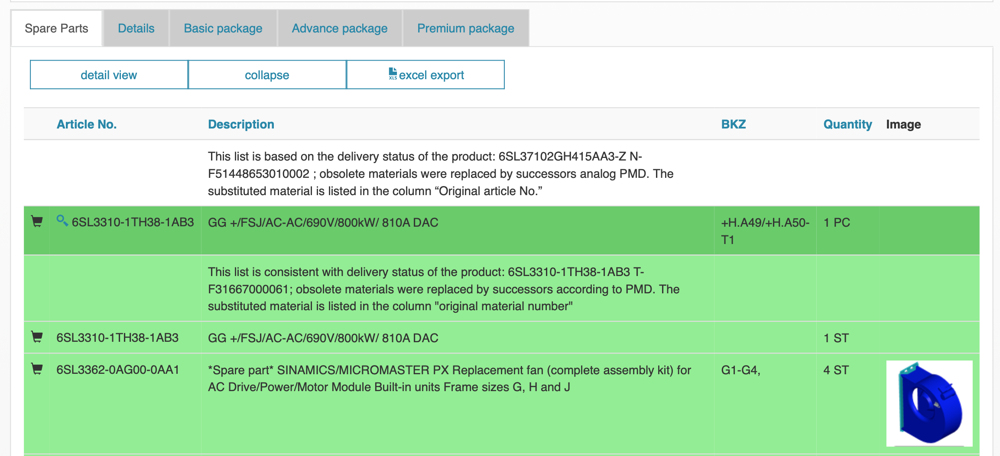 Spare Parts Details Basic package Advance package Premium package
detail view collapse XLS excel export
Article No. Description BKZ Quantity Image
This list is based on the delivery status of the product: 6SL37102GH415AA3-Z N-
F51448653010002 ; obsolete materials were replaced by successors analog PMD. The
substituted material is listed in the column “Original article No.”
6SL3310-1TH38-1AB3 GG +/FSJ/AC-AC/690V/800kW/ 810A DAC +H.A49/+H.A50- 1 PC
T1
This list is consistent with delivery status of the product: 6SL3310-1TH38-1AB3 T-
F31667000061; obsolete materials were replaced by successors according to PMD. The
substituted material is listed in the column "original material number"
6SL3310-1TH38-1AB3 GG +/FSJ/AC-AC/690V/800kW/ 810A DAC 1 ST
6SL3362-0AG00-0AA1 *Spare part* SINAMICS/MICROMASTER PX Replacement fan (complete assembly kit) for G1-G4, 4 ST
AC Drive/Power/Motor Module Built-in units Frame sizes G, H and J